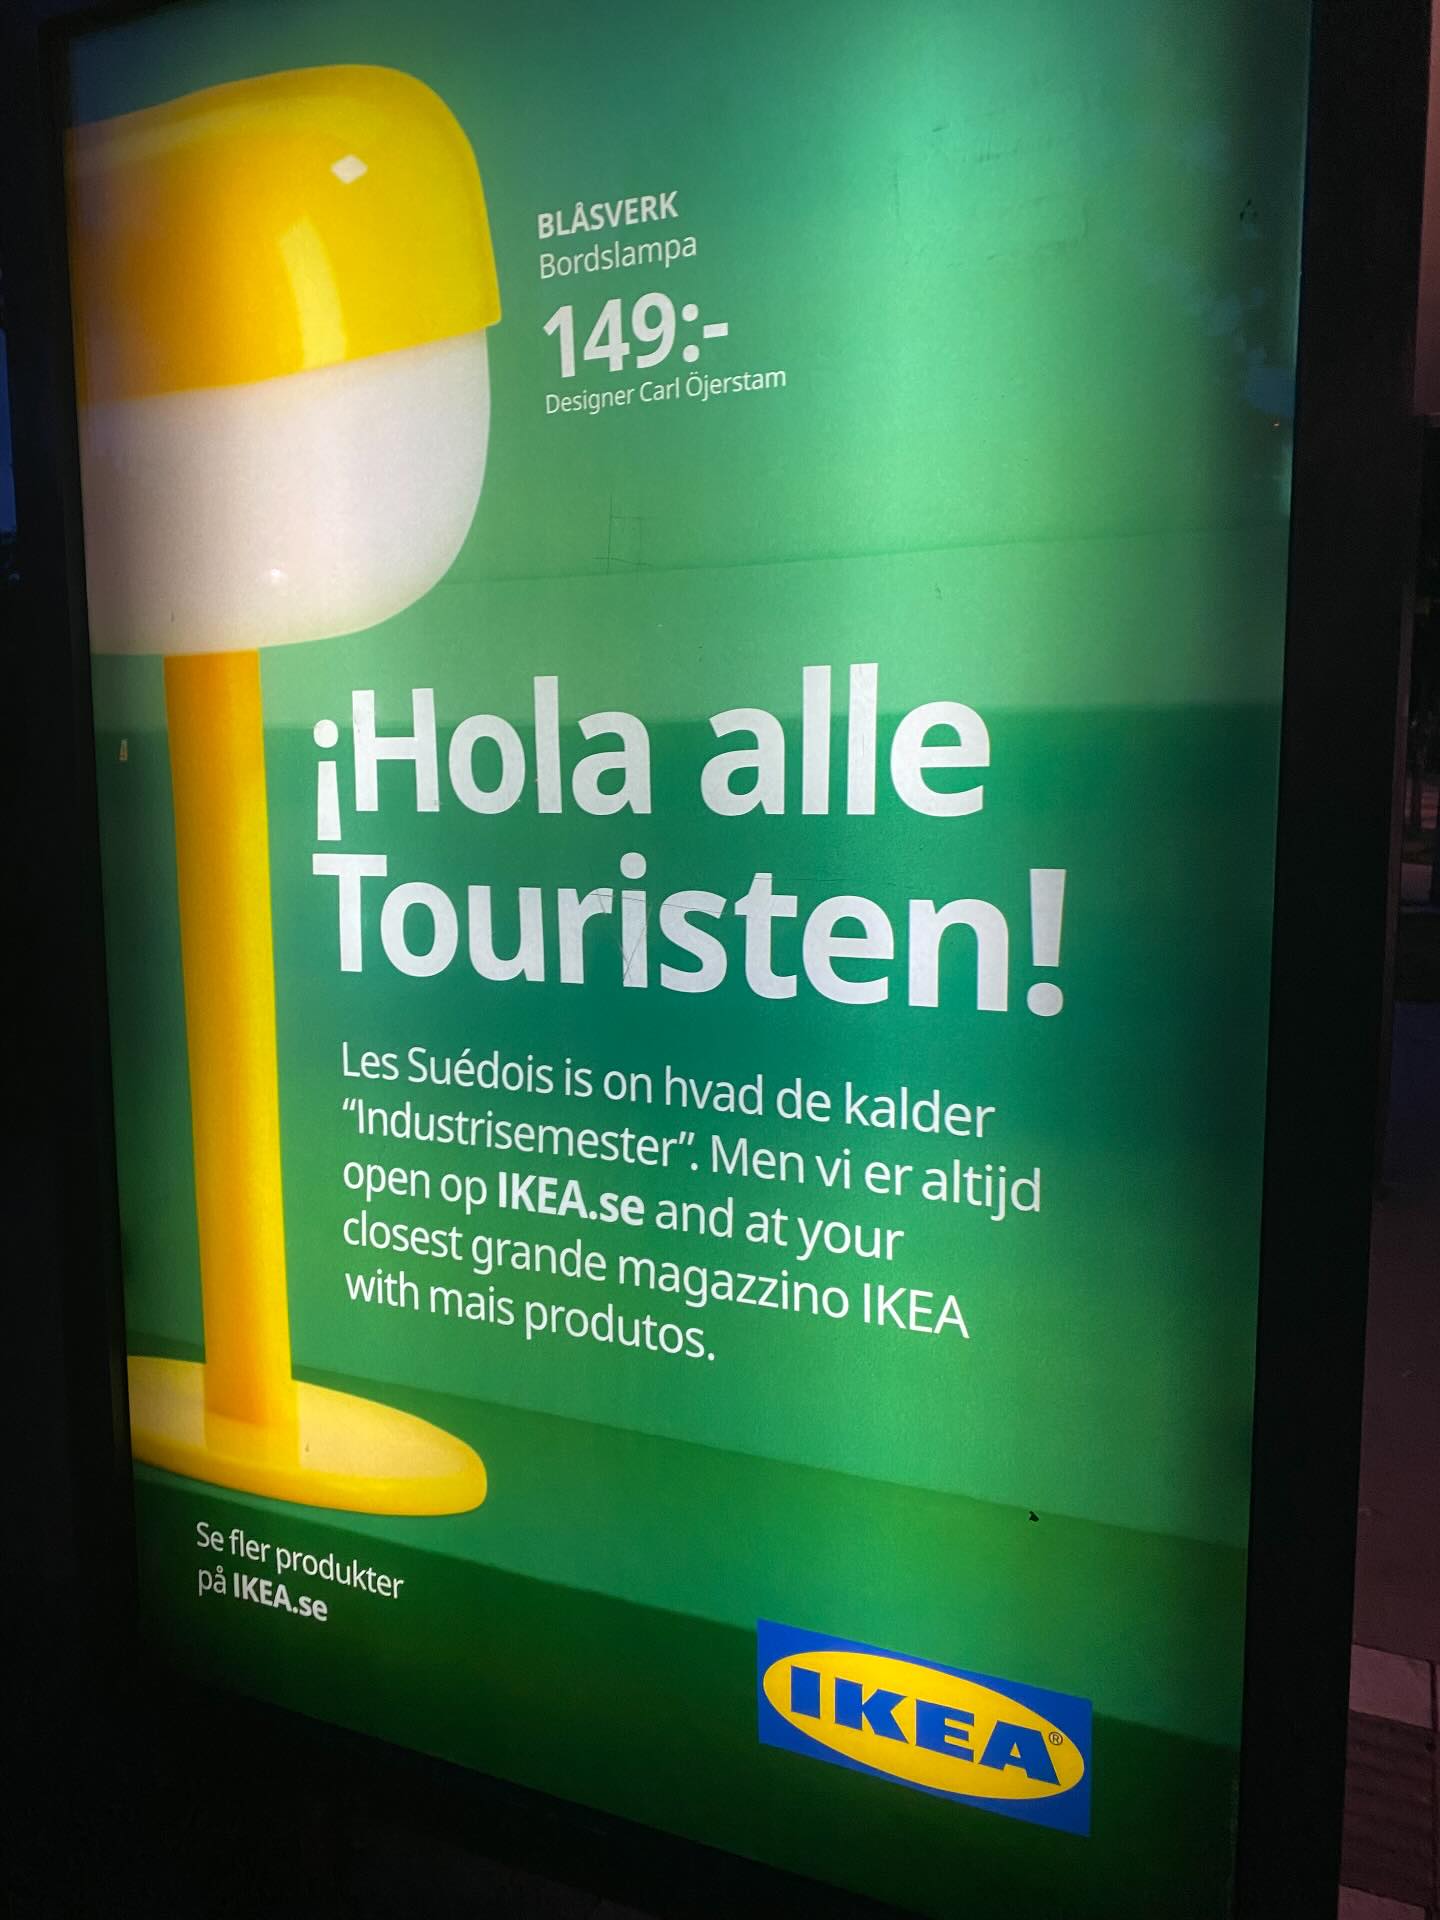 BLÅSVERK
Bordslampa
149:-
Designer Carl Öjerstam
¡Hola alle
Touristen!
Les Suédois is on hvad de kalder
“Industrisemester”. Men vi er altijd
open op IKEA.se and at your
closest grande magazzino IKEA
with mais produtos.
Se fler produkter
på IKEA.se
IKEA®